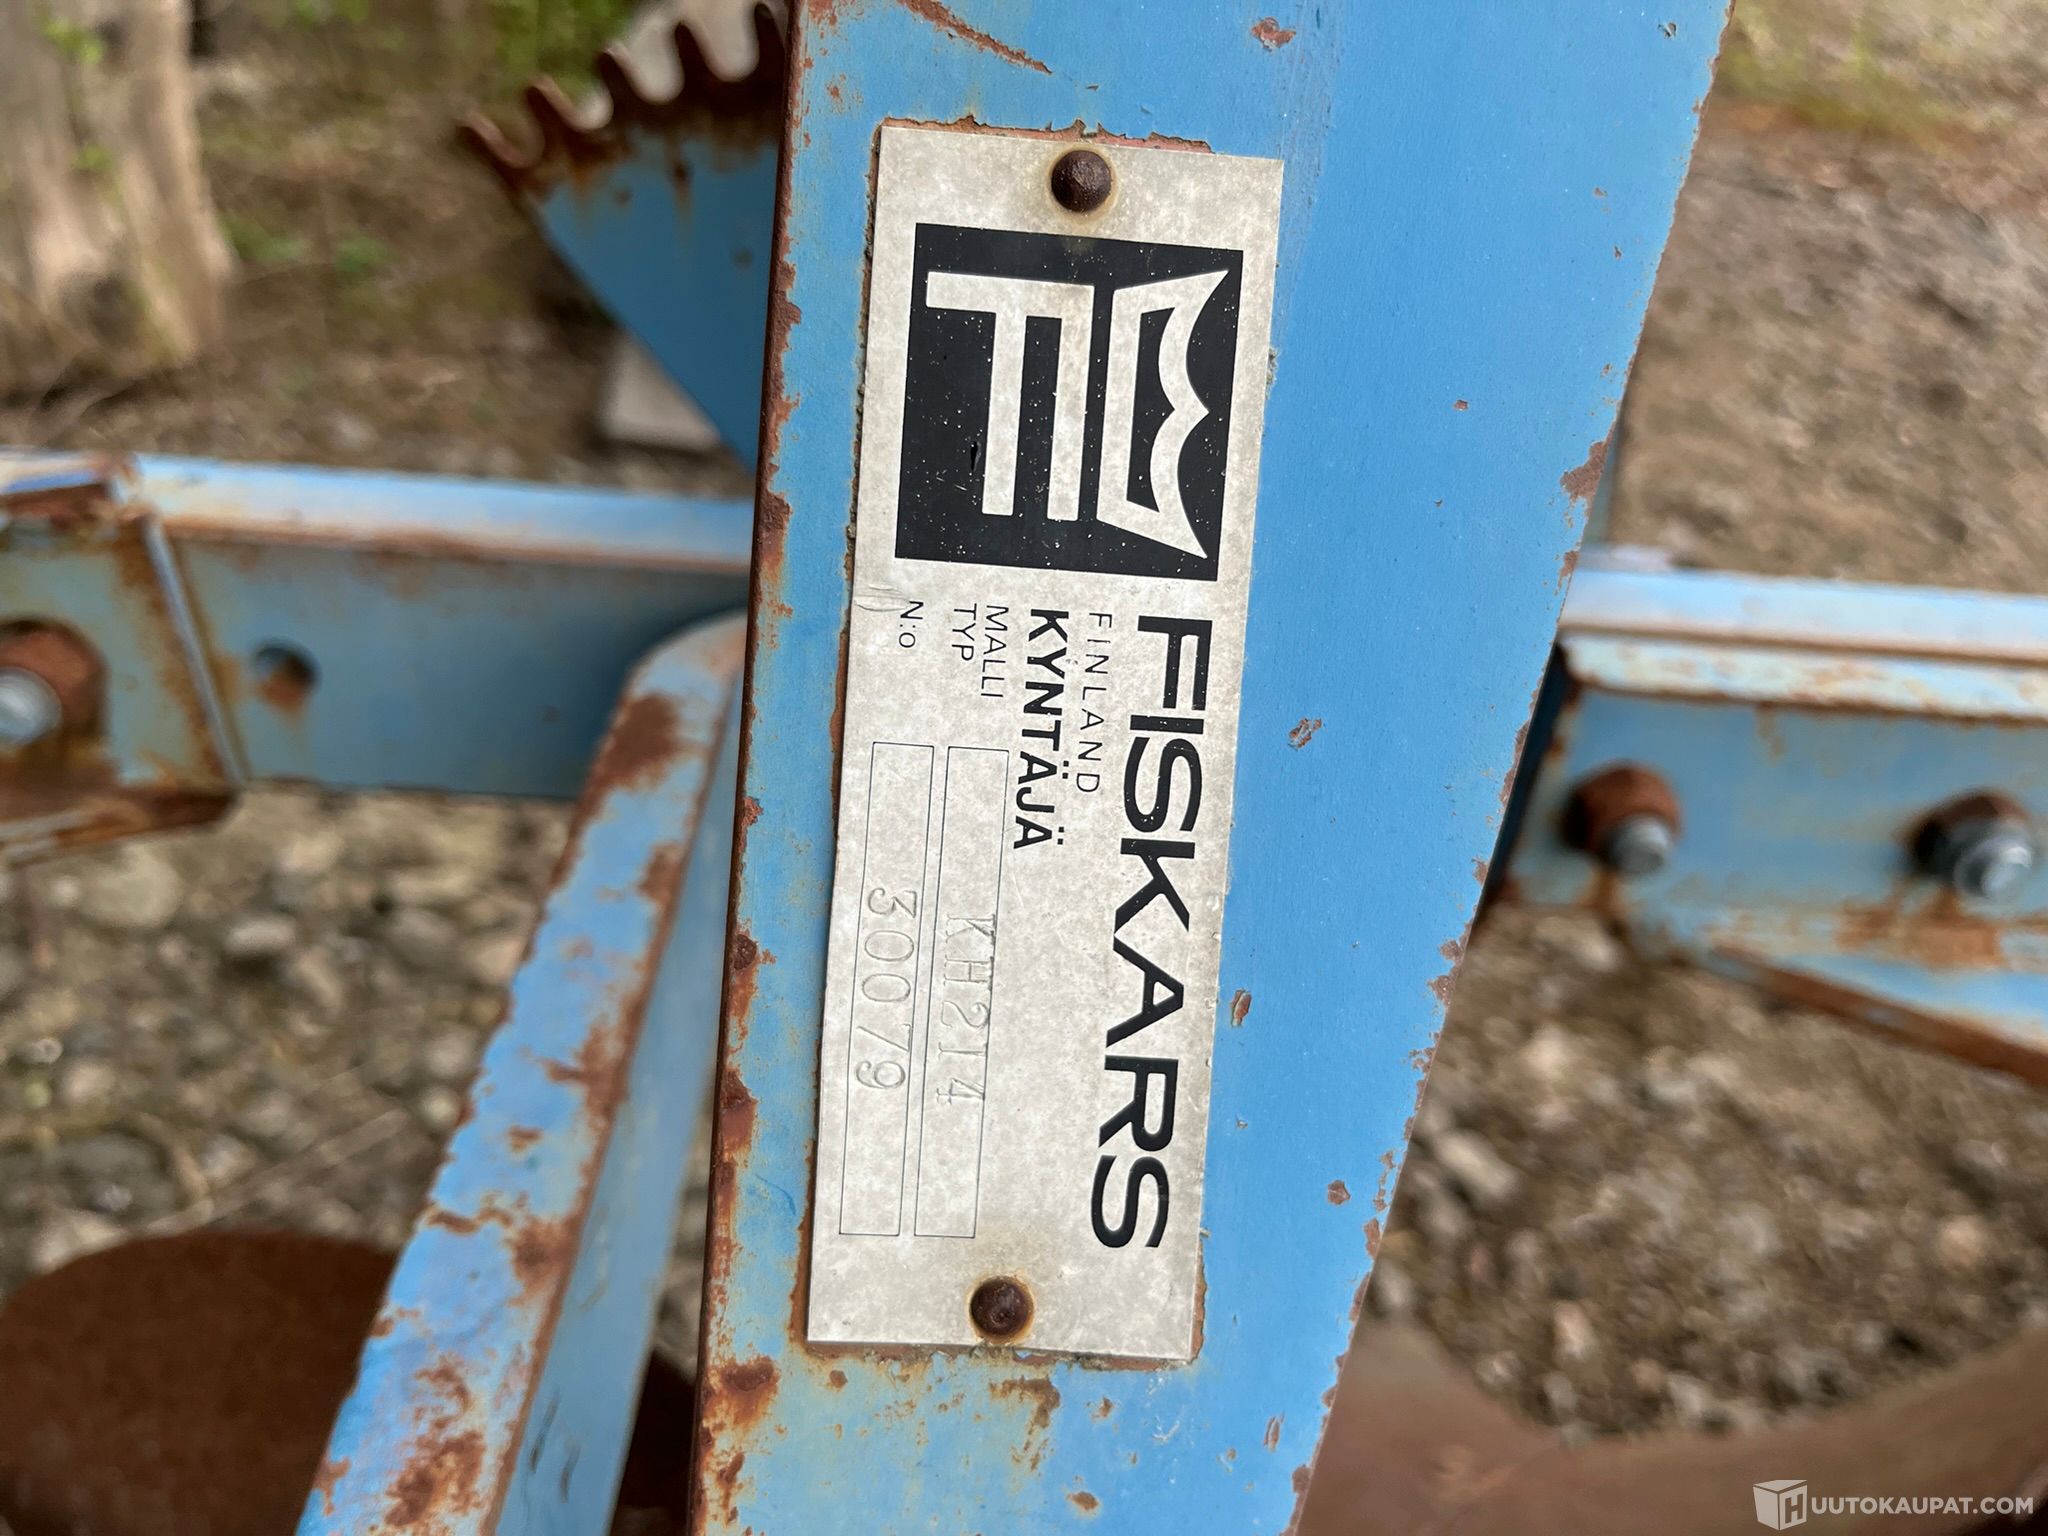 FISKARS
FINLAND
KYNTÄJÄ
MALLI
TYP KH214
N:o 30079
HUUTOKAUPAT.COM